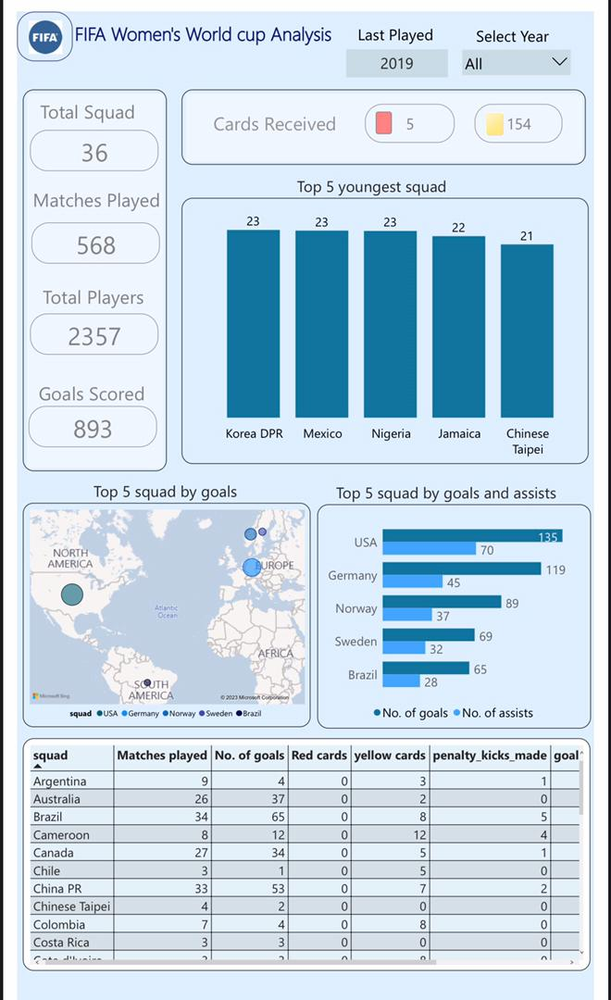 FIFA
FIFA Women's World cup Analysis
Last Played
2019
Select Year
All
Total Squad
36
Matches Played
568
Total Players
2357
Goals Scored
893
Cards Received
5
154
Top 5 youngest squad
23 23 23 22 21
Korea DPR Mexico Nigeria Jamaica Chinese Taipei
Top 5 squad by goals
NORTH
AMERICA
EUROPE
Atlantic
Ocean
AFRICA
SOUTH
AMERICA
Microsoft Bing
© 2023 Microsoft Corporation
squad USA Germany Norway Sweden Brazil
Top 5 squad by goals and assists
USA 135
70
Germany 119
45
Norway 89
37
Sweden 69
32
Brazil 65
28
No. of goals No. of assists
squad Matches played No. of goals Red cards yellow cards penalty_kicks_made goal
Argentina 9 4 0 3 1
Australia 26 37 0 2 0
Brazil 34 65 0 8 5
Cameroon 8 12 0 12 4
Canada 27 34 0 5 1
Chile 3 1 0 5 0
China PR 33 53 0 7 2
Chinese Taipei 4 2 0 0 0
Colombia 7 4 0 8 0
Costa Rica 3 3 0 0 0